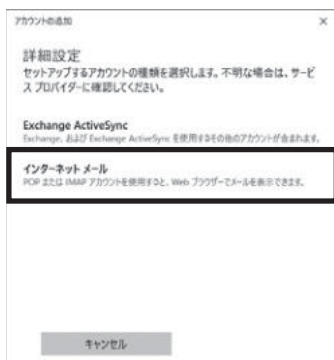 アカウントの追加
×
詳細設定
セットアップするアカウントの種類を選択します。不明な場合は、サービ
ス プロバイダーに確認してください。
Exchange ActiveSync
Exchange、および Exchange ActiveSync を使用するその他のアカウントが含まれます。
インターネット メール
POP または IMAP アカウントを使用すると、Web ブラウザーでメールを表示できます。
キャンセル